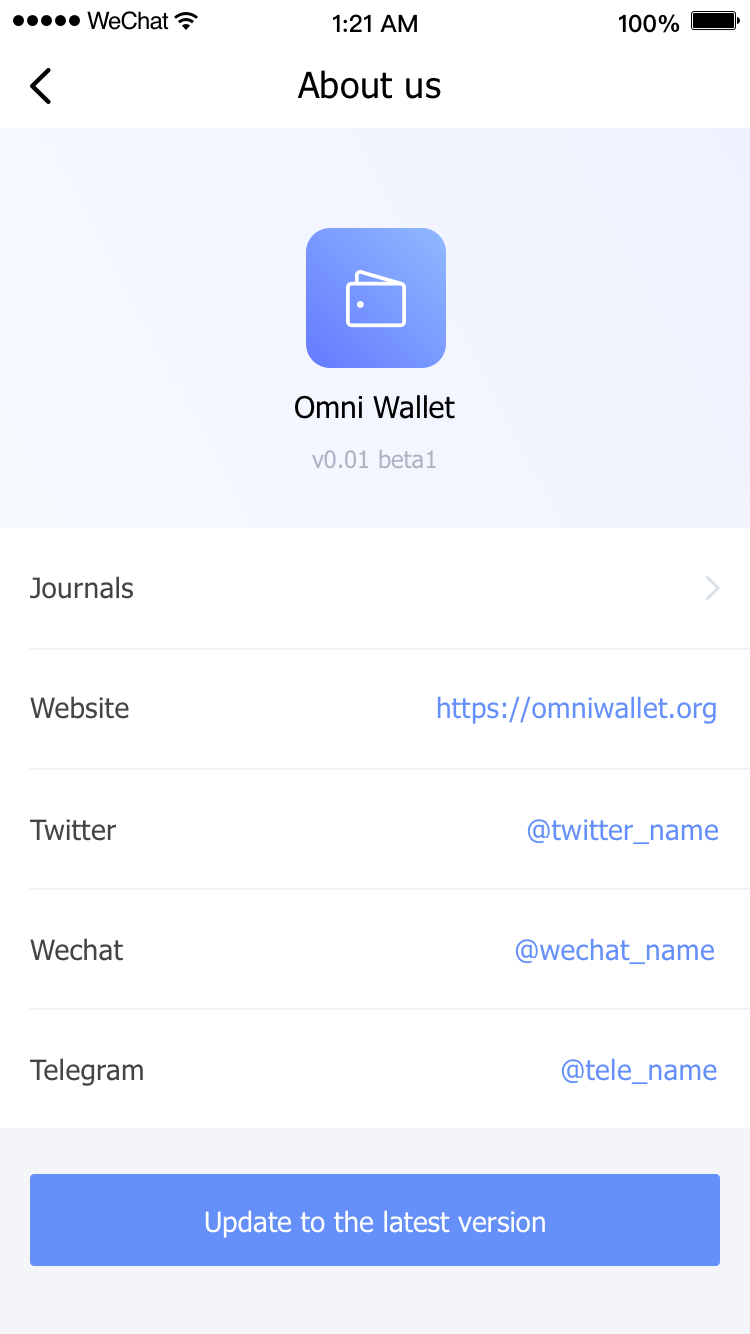 WeChat 1:21 AM 100%
About us
Omni Wallet
v0.01 beta1
Journals
Website https://omniwallet.org
Twitter @twitter_name
Wechat @wechat_name
Telegram @tele_name
Update to the latest version